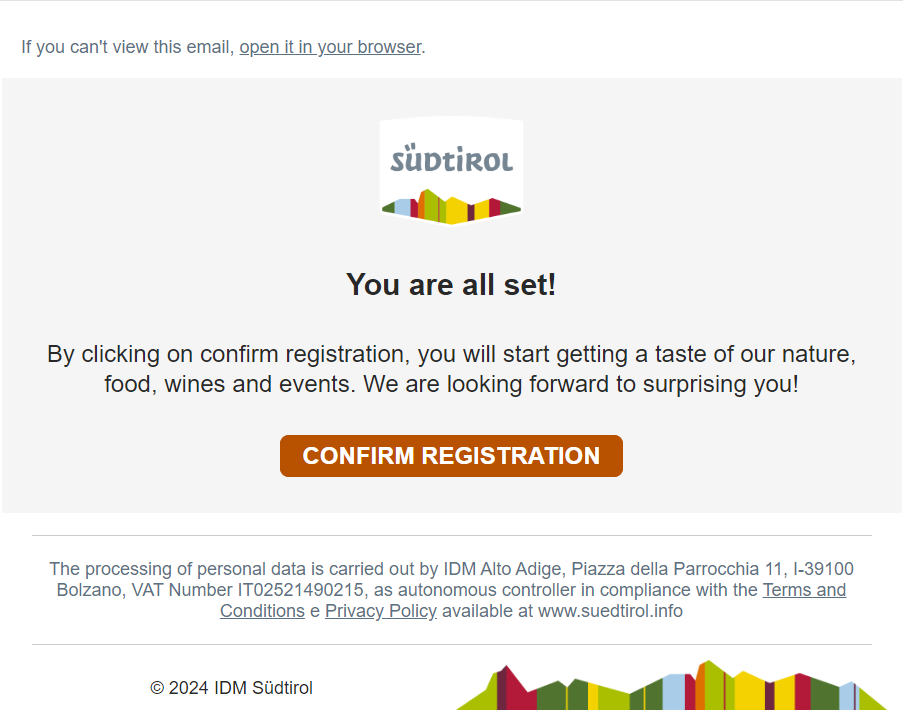 If you can't view this email, open it in your browser.
SÜDTIROL
You are all set!
By clicking on confirm registration, you will start getting a taste of our nature,
food, wines and events. We are looking forward to surprising you!
CONFIRM REGISTRATION
The processing of personal data is carried out by IDM Alto Adige, Piazza della Parrocchia 11, I-39100
Bolzano, VAT Number IT02521490215, as autonomous controller in compliance with the Terms and
Conditions e Privacy Policy available at www.suedtirol.info
© 2024 IDM Südtirol